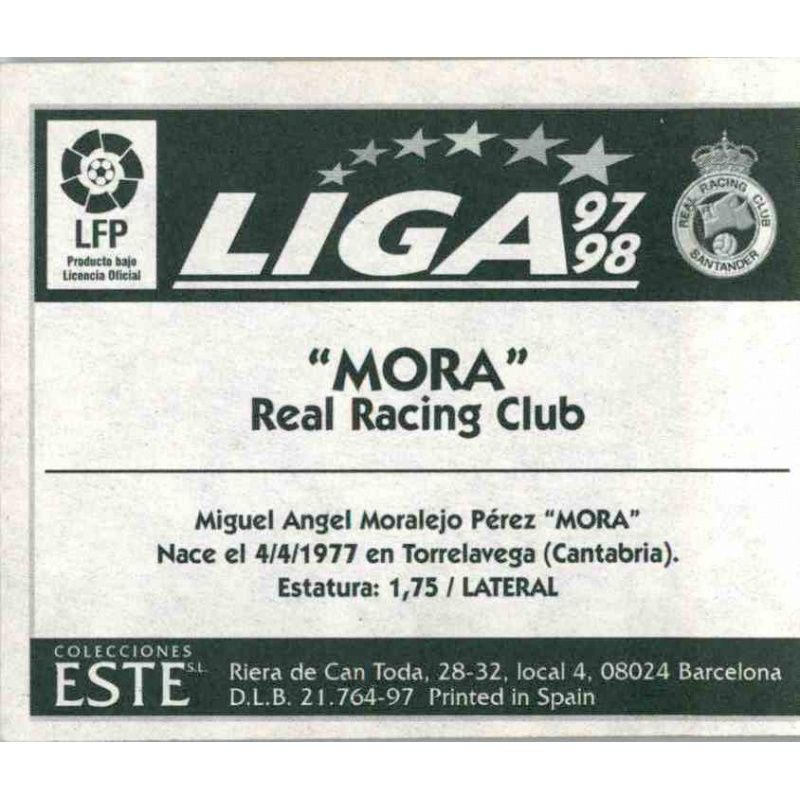 LFP
Producto bajo
Licencia Oficial
LIGA 97 98
REAL RACING CLUB
SANTANDER
"MORA"
Real Racing Club
Miguel Angel Moralejo Pérez "MORA"
Nace el 4/4/1977 en Torrelavega (Cantabria).
Estatura: 1,75 / LATERAL
COLECCIONES
ESTE S.L.
Riera de Can Toda, 28-32, local 4, 08024 Barcelona
D.L.B. 21.764-97 Printed in Spain